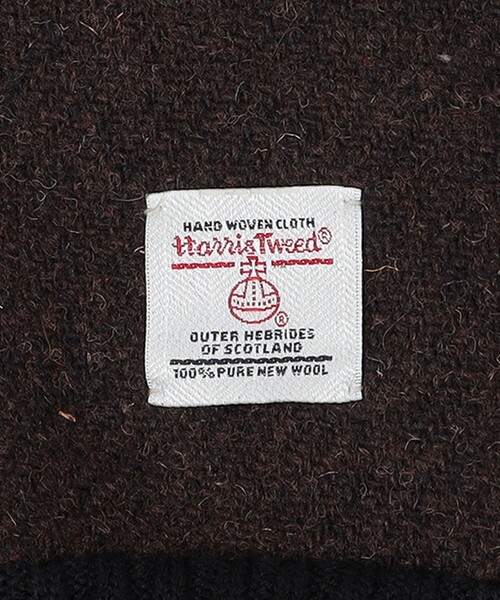 HAND WOVEN CLOTH
Harris Tweed®
®
OUTER HEBRIDES
OF SCOTLAND
100% PURE NEW WOOL